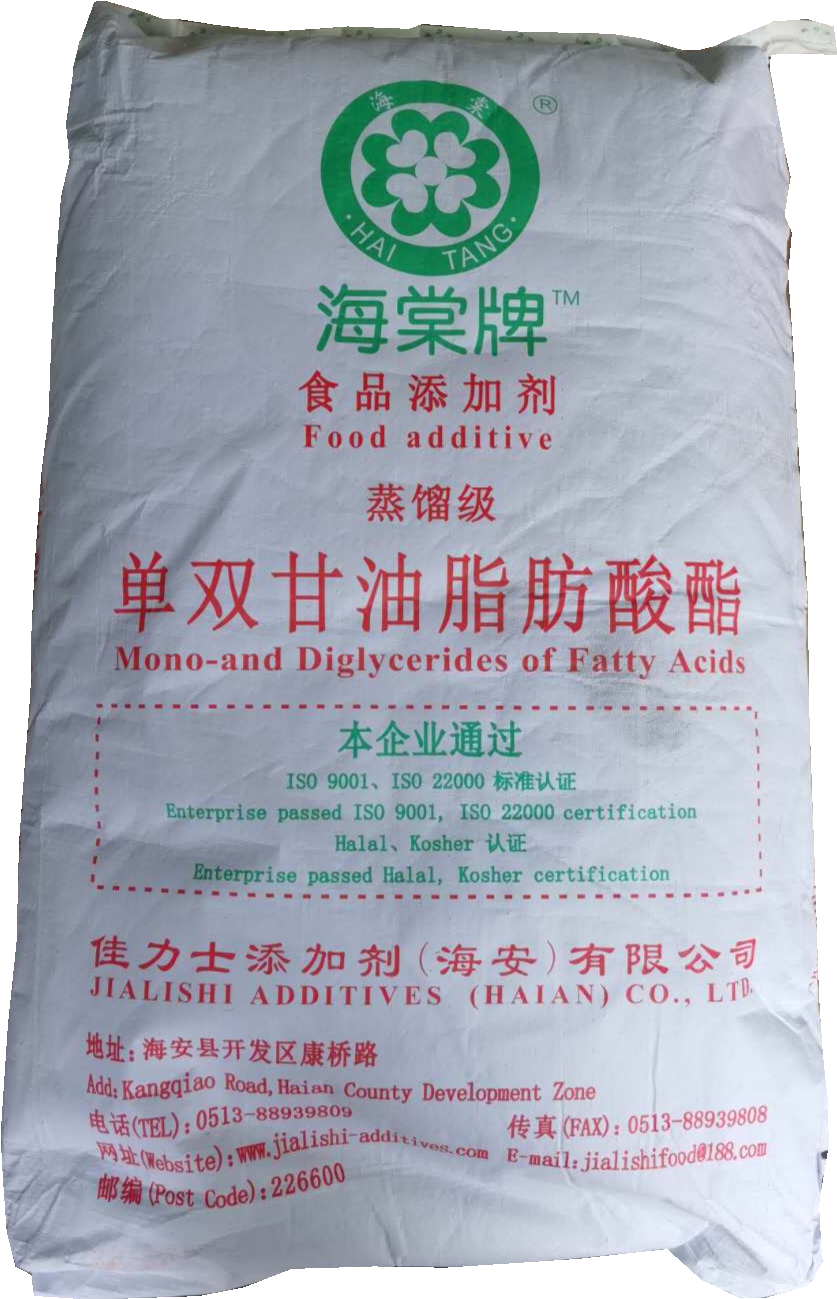 海 棠
®
·HAI TANG·
海棠牌™
食品添加剂
Food additive
蒸馏级
单双甘油脂肪酸酯
Mono-and Diglycerides of Fatty Acids
本企业通过
ISO 9001、ISO 22000 标准认证
Enterprise passed ISO 9001, ISO 22000 certification
Halal、Kosher 认证
Enterprise passed Halal, Kosher certification
佳力士添加剂(海安)有限公司
JIALISHI ADDITIVES (HAIAN) CO., LTD.
地址:海安县开发区康桥路
Add:Kangqiao Road,Haian County Development Zone
电话(TEL):0513-88939809 传真(FAX):0513-88939808
网址(Website):www.jialishi-additives.com E-mail:jialishifood@188.com
邮编(Post Code):226600